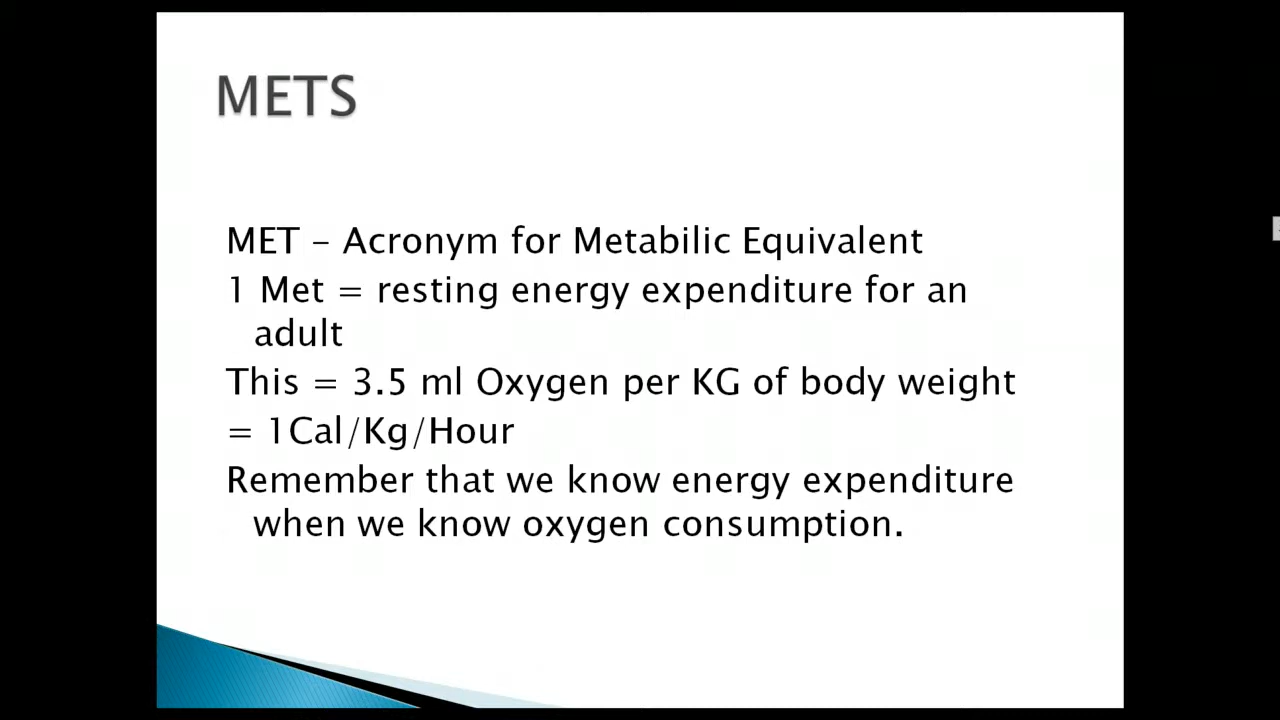 METS
MET – Acronym for Metabilic Equivalent
1 Met = resting energy expenditure for an
adult
This = 3.5 ml Oxygen per KG of body weight
= 1Cal/Kg/Hour
Remember that we know energy expenditure
when we know oxygen consumption.